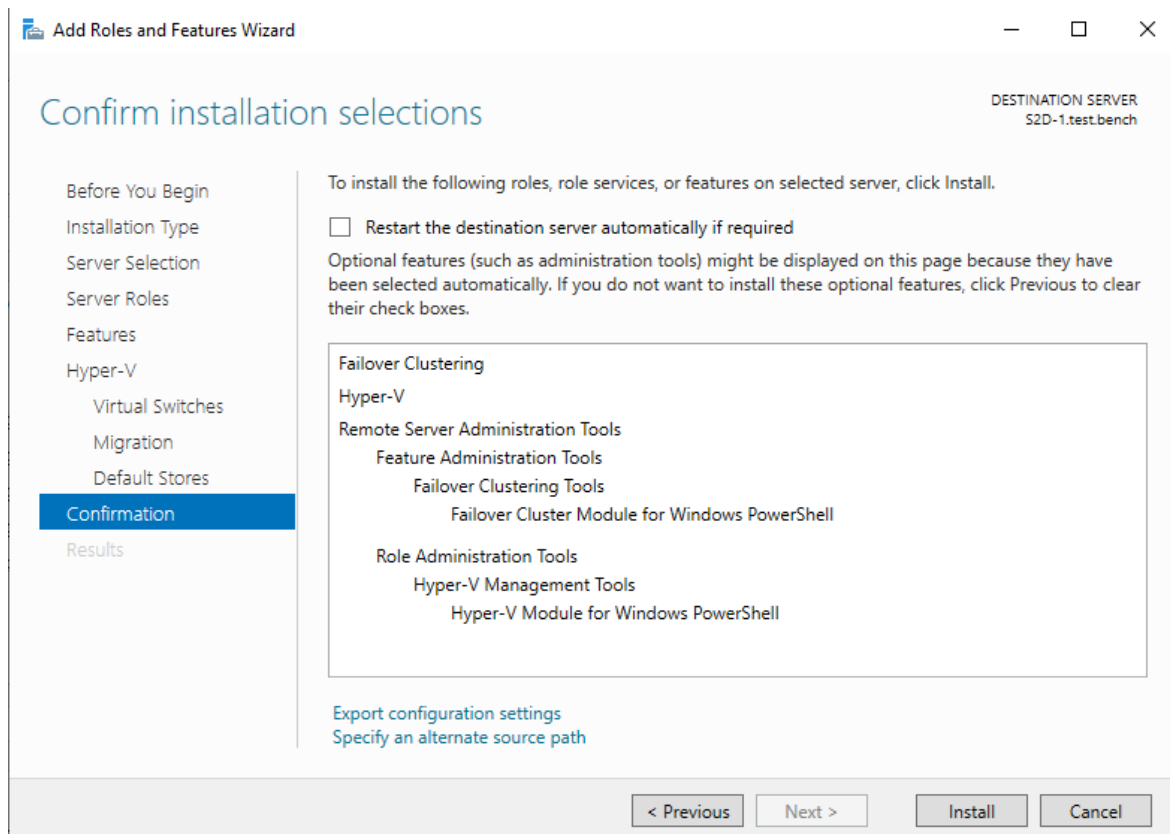 Add Roles and Features Wizard
Confirm installation selections
DESTINATION SERVER
S2D-1.test.bench
Before You Begin
Installation Type
Server Selection
Server Roles
Features
Hyper-V
Virtual Switches
Migration
Default Stores
Confirmation
Results
To install the following roles, role services, or features on selected server, click Install.
Restart the destination server automatically if required
Optional features (such as administration tools) might be displayed on this page because they have
been selected automatically. If you do not want to install these optional features, click Previous to clear
their check boxes.
Failover Clustering
Hyper-V
Remote Server Administration Tools
Feature Administration Tools
Failover Clustering Tools
Failover Cluster Module for Windows PowerShell
Role Administration Tools
Hyper-V Management Tools
Hyper-V Module for Windows PowerShell
Export configuration settings
Specify an alternate source path
< Previous
Next >
Install
Cancel